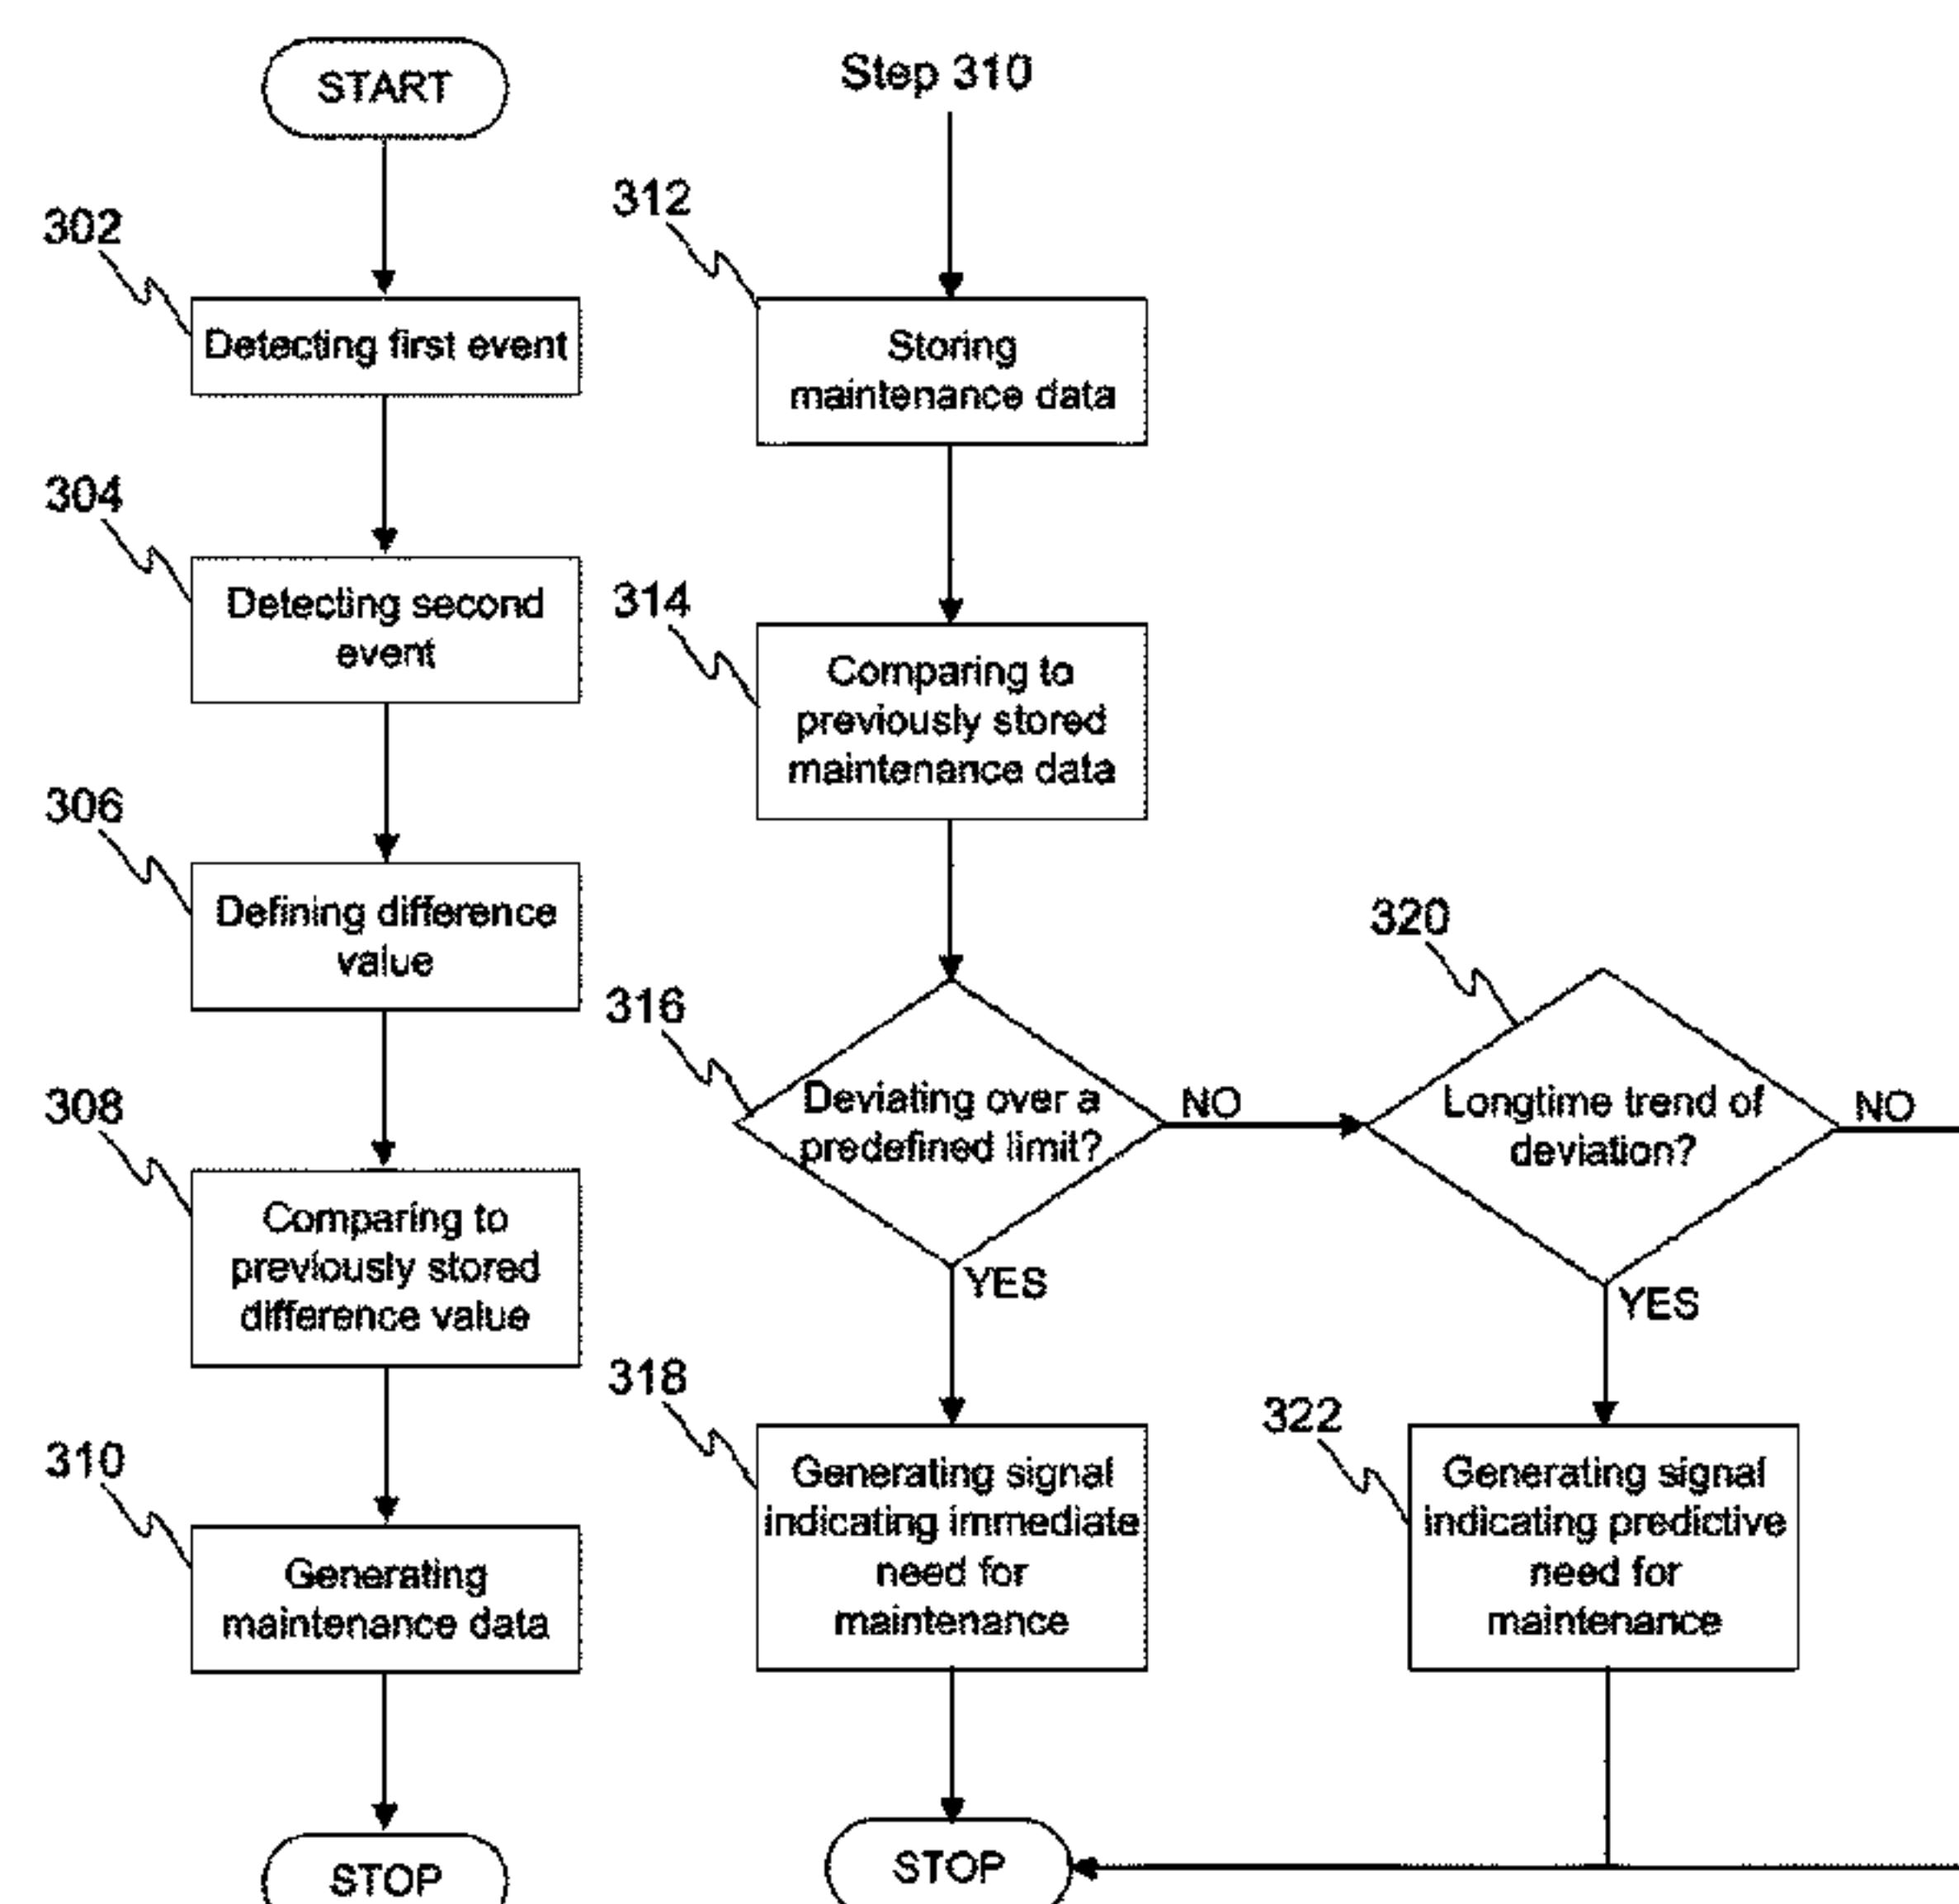 START
302
Detecting first event
304
Detecting second
event
306
Defining difference
value
308
Comparing to
previously stored
difference value
310
Generating
maintenance data
STOP
Step 310
312
Storing
maintenance data
314
Comparing to
previously stored
maintenance data
316
Deviating over a
predefined limit?
NO
YES
318
Generating signal
indicating immediate
need for
maintenance
STOP
320
Longtime trend of
deviation?
NO
YES
322
Generating signal
indicating predictive
need for
maintenance